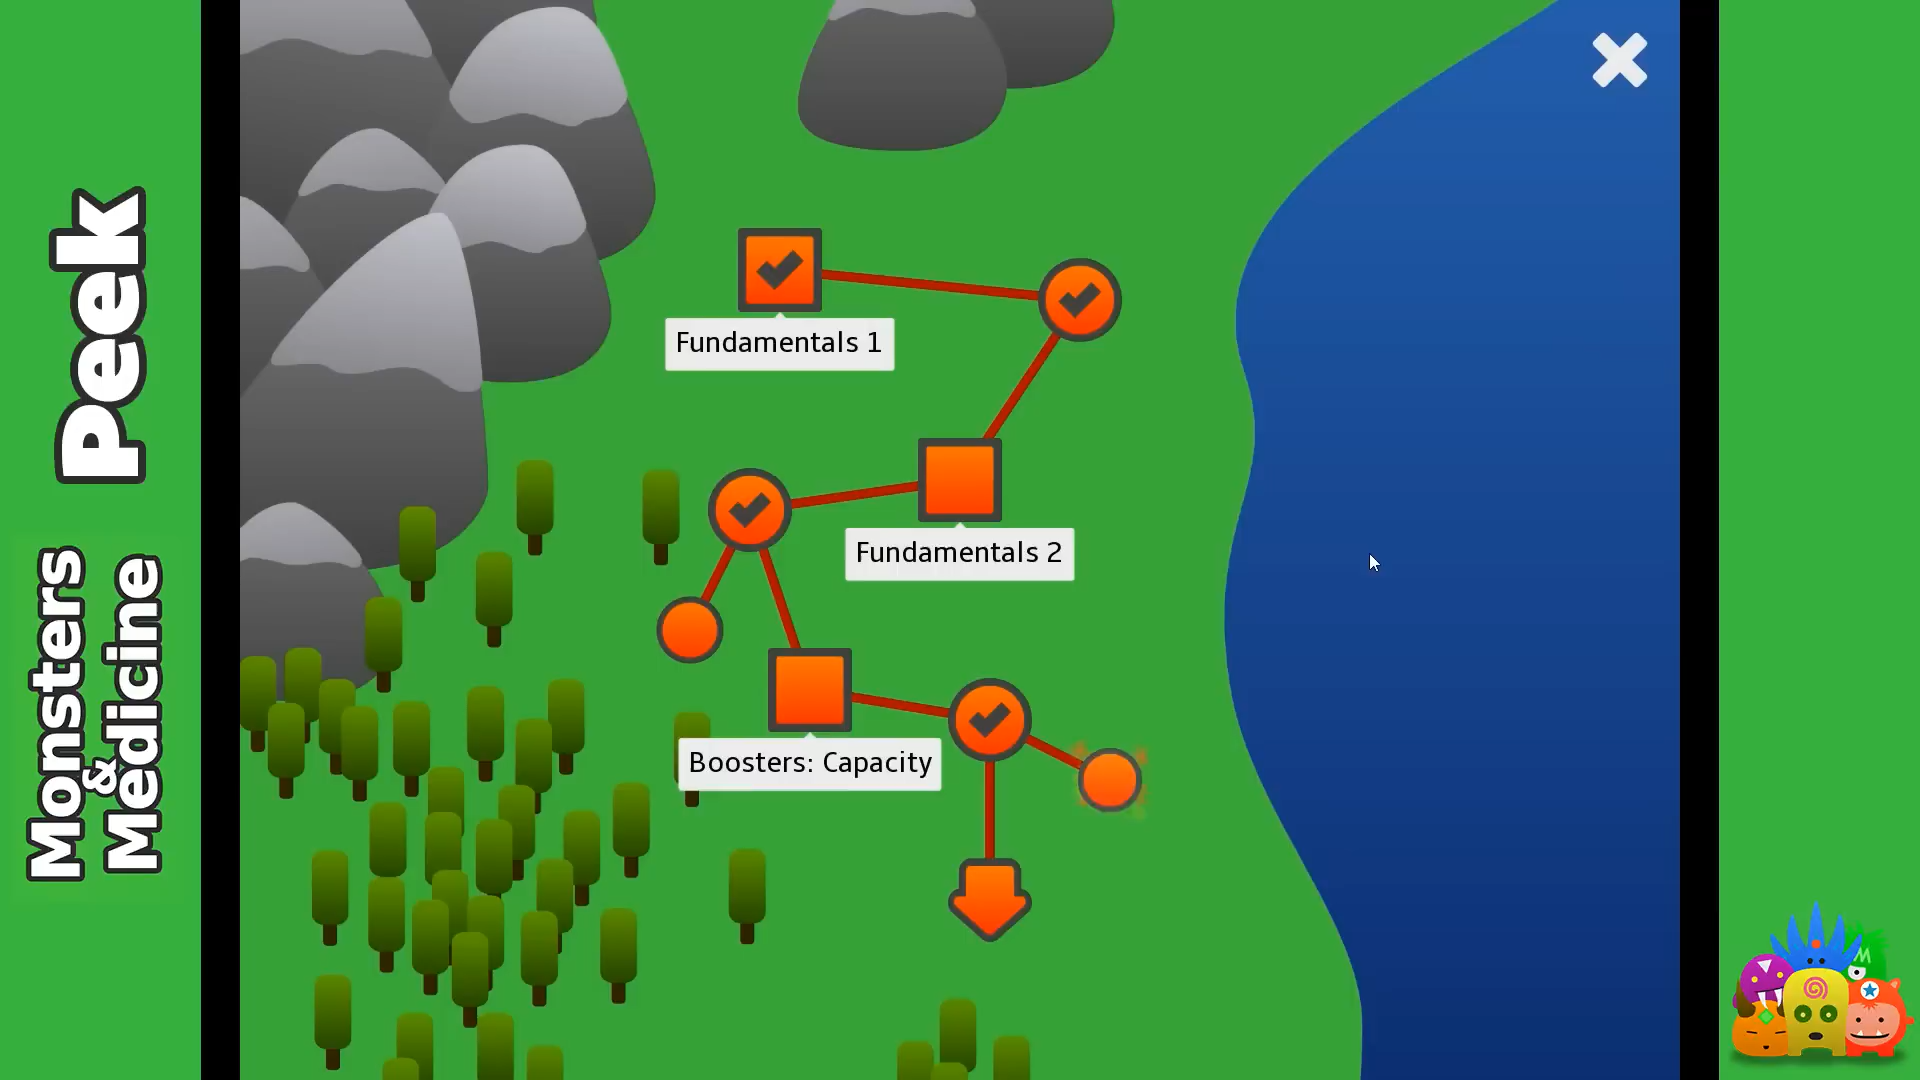 Peek
Monsters
&
Medicine
Fundamentals 1
Fundamentals 2
Boosters: Capacity
M